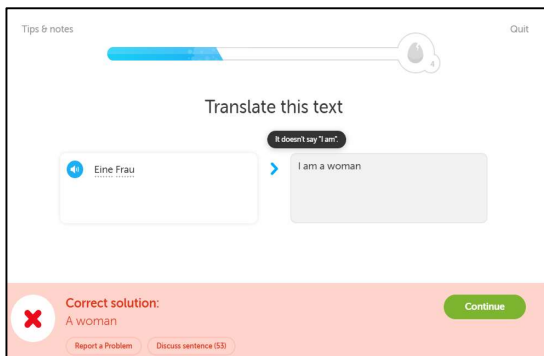 Tips & notes
Quit
4
Translate this text
It doesn't say "I am".
Eine Frau
I am a woman
Correct solution:
A woman
Continue
Report a Problem
Discuss sentence (53)